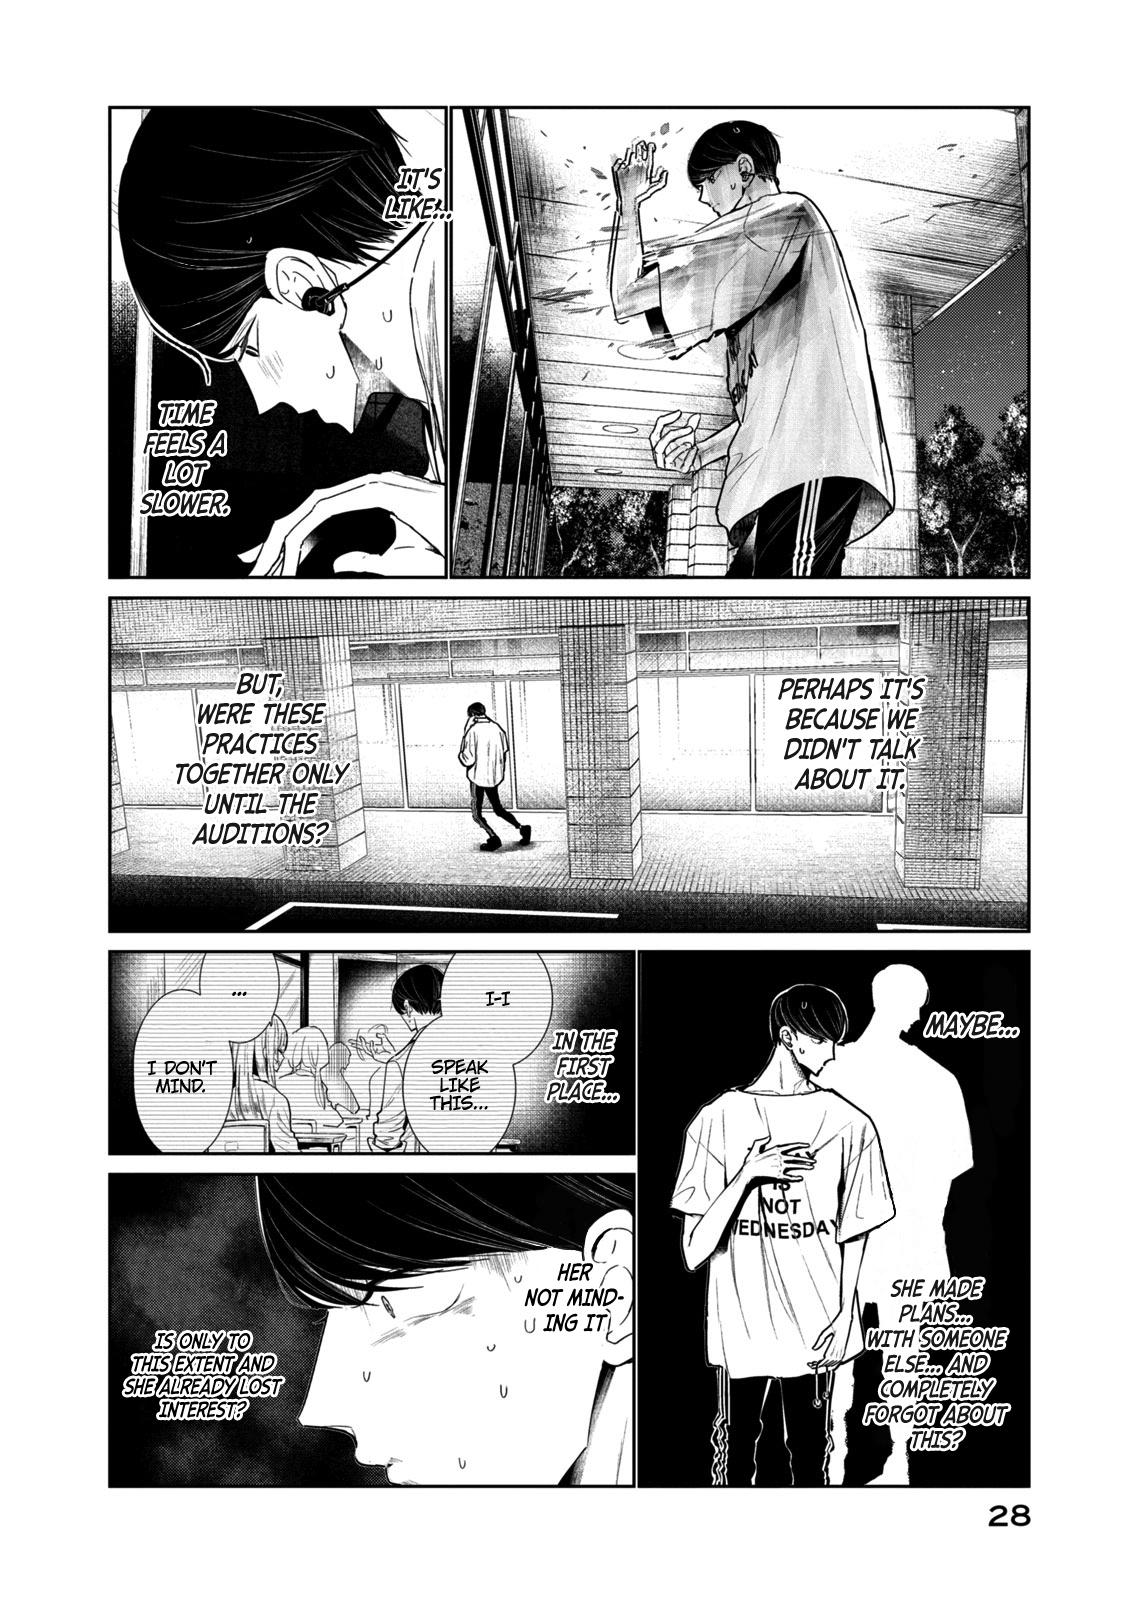 IT'S
LIKE...
TIME
FEELS A
LOT
SLOWER.
PERHAPS IT'S
BECAUSE WE
DIDN'T TALK
ABOUT IT.
BUT,
WERE THESE
PRACTICES
TOGETHER ONLY
UNTIL THE
AUDITIONS?
MAYBE...
IS
NOT
WEDNESDAY
SHE MADE
PLANS...
WITH SOMEONE
ELSE... AND
COMPLETELY
FORGOT ABOUT
THIS?
IN THE
FIRST
PLACE...
I-I
SPEAK
LIKE
THIS...
...
I DON'T
MIND.
HER
NOT MIND-
ING IT
IS ONLY TO
THIS EXTENT AND
SHE ALREADY LOST
INTEREST?
28